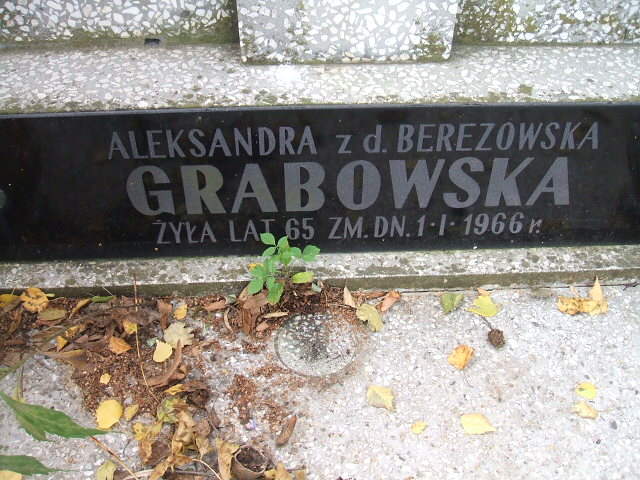 ALEKSANDRA z d. BEREZOWSKA
GRABOWSKA
ŻYŁA LAT 65 ZM. DN. 1·I·1966 r.